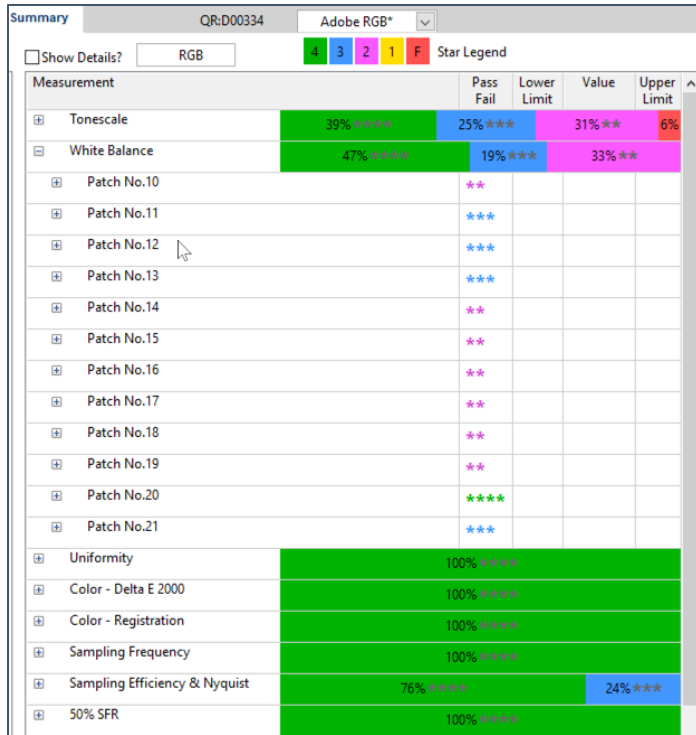 Summary QR:D00334 Adobe RGB*
Show Details? RGB 4 3 2 1 F Star Legend
Measurement Pass Fail Lower Limit Value Upper Limit
Tonescale 39%**** 25%*** 31%** 6%
White Balance 47%**** 19%*** 33%**
Patch No.10 **
Patch No.11 ***
Patch No.12 ***
Patch No.13 ***
Patch No.14 **
Patch No.15 **
Patch No.16 **
Patch No.17 **
Patch No.18 **
Patch No.19 **
Patch No.20 ****
Patch No.21 ***
Uniformity 100%****
Color - Delta E 2000 100%****
Color - Registration 100%****
Sampling Frequency 100%****
Sampling Efficiency & Nyquist 76%**** 24%***
50% SFR 100%****